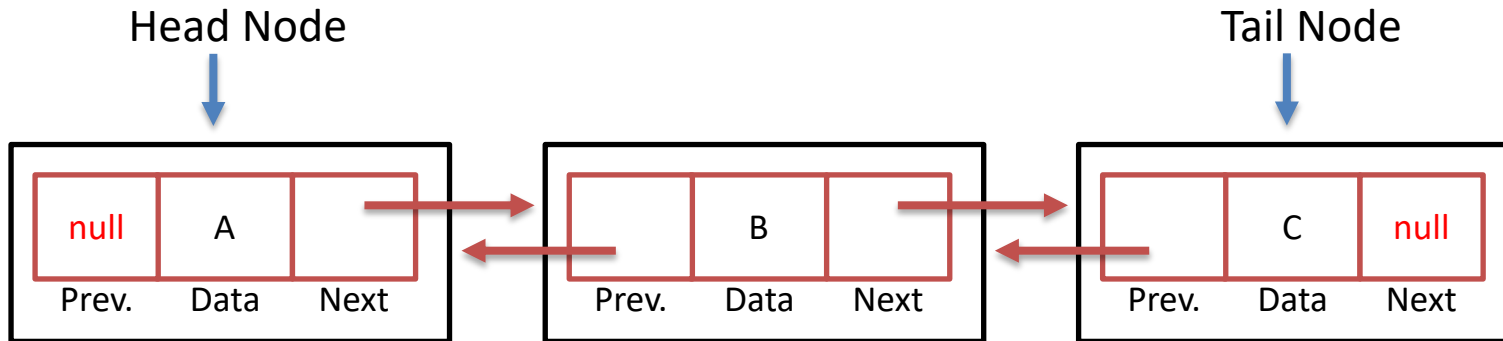 Head Node Tail Node
null A B C null
Prev. Data Next Prev. Data Next Prev. Data Next